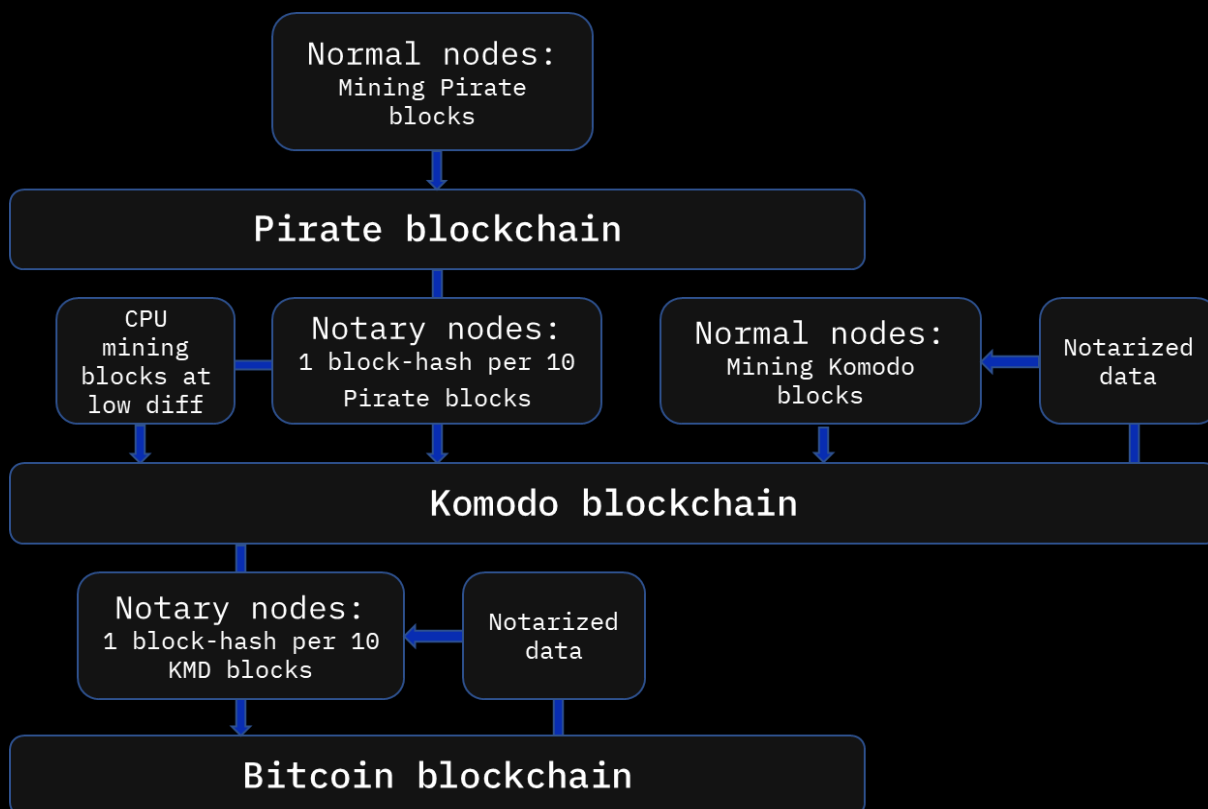 Normal nodes:
Mining Pirate
blocks
Pirate blockchain
CPU
mining
blocks at
low diff
Notary nodes:
1 block-hash per 10
Pirate blocks
Normal nodes:
Mining Komodo
blocks
Notarized
data
Komodo blockchain
Notary nodes:
1 block-hash per 10
KMD blocks
Notarized
data
Bitcoin blockchain